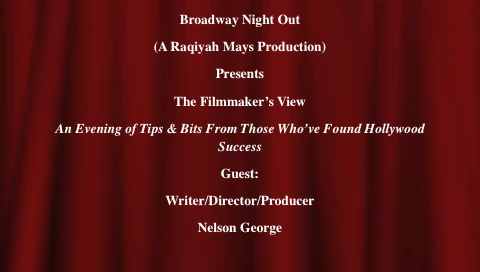 Broadway Night Out
(A Raqiyah Mays Production)
Presents
The Filmmaker's View
An Evening of Tips & Bits From Those Who've Found Hollywood
Success
Guest:
Writer/Director/Producer
Nelson George